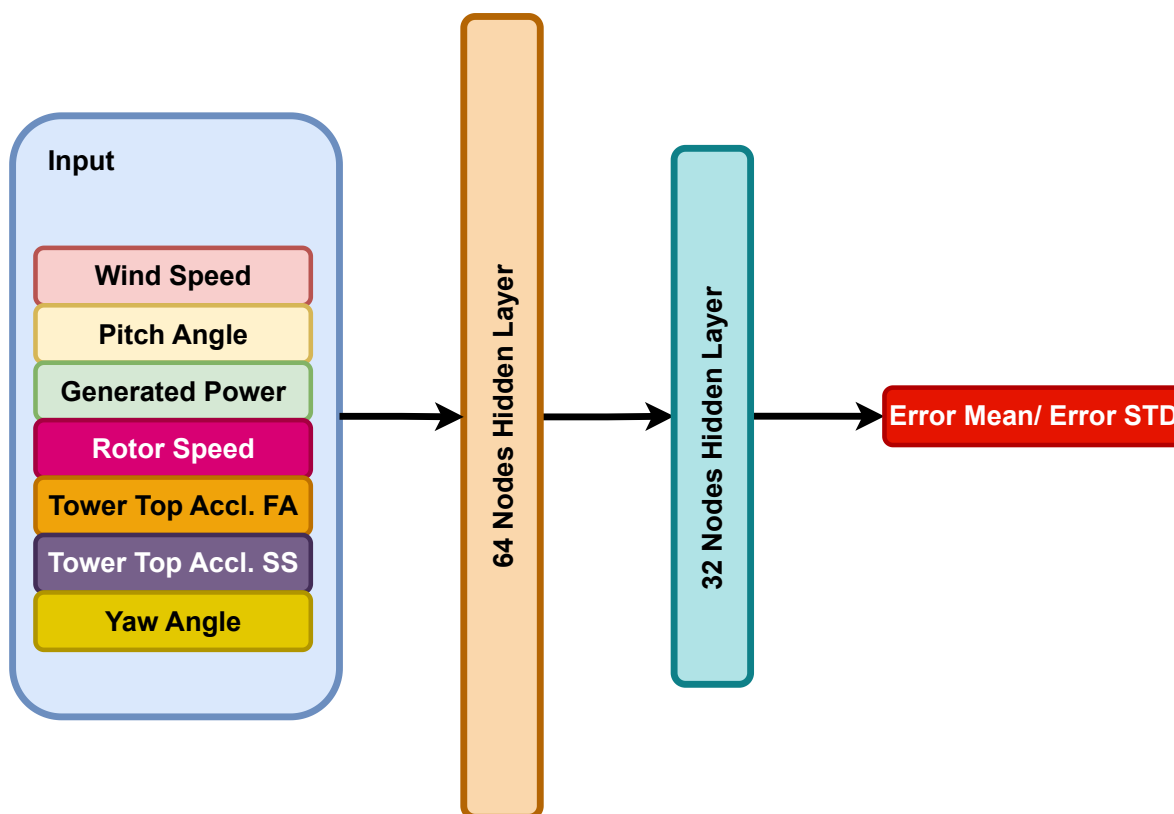 Input
Wind Speed
Pitch Angle
Generated Power
Rotor Speed
Tower Top Accl. FA
Tower Top Accl. SS
Yaw Angle
64 Nodes Hidden Layer
32 Nodes Hidden Layer
Error Mean/ Error STD